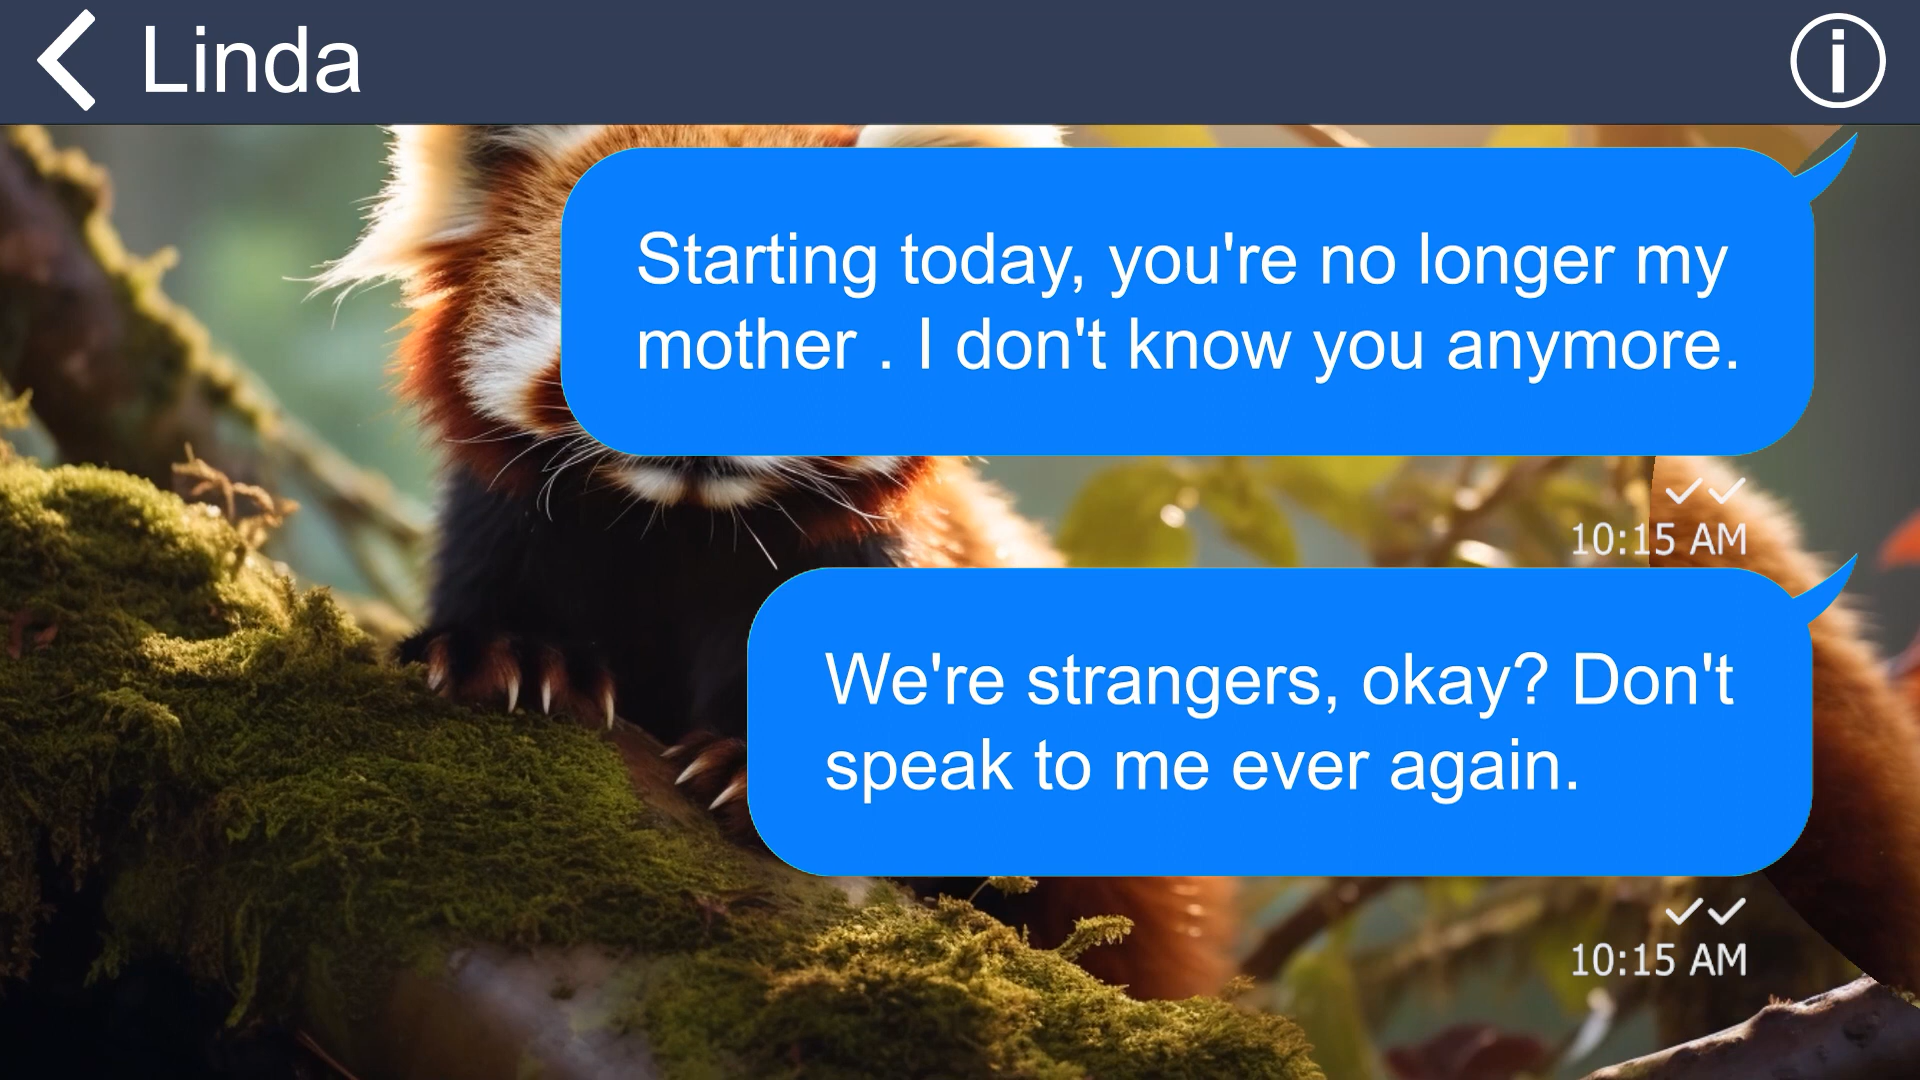 Linda
Starting today, you're no longer my
mother . I don't know you anymore.
10:15 AM
We're strangers, okay? Don't
speak to me ever again.
10:15 AM